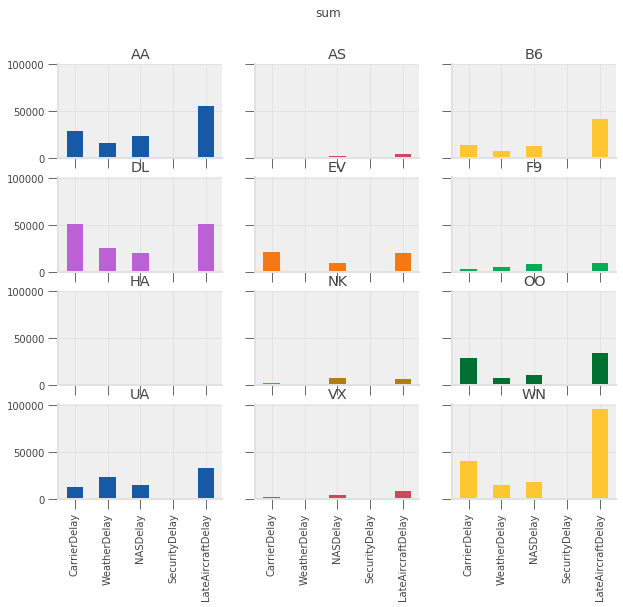 sum
AA AS B6
100000
50000
0
DL EV F9
100000
50000
0
HA NK OO
100000
50000
0
UA VX WN
100000
50000
0
CarrierDelay WeatherDelay NASDelay SecurityDelay LateAircraftDelay CarrierDelay WeatherDelay NASDelay SecurityDelay LateAircraftDelay CarrierDelay WeatherDelay NASDelay SecurityDelay LateAircraftDelay